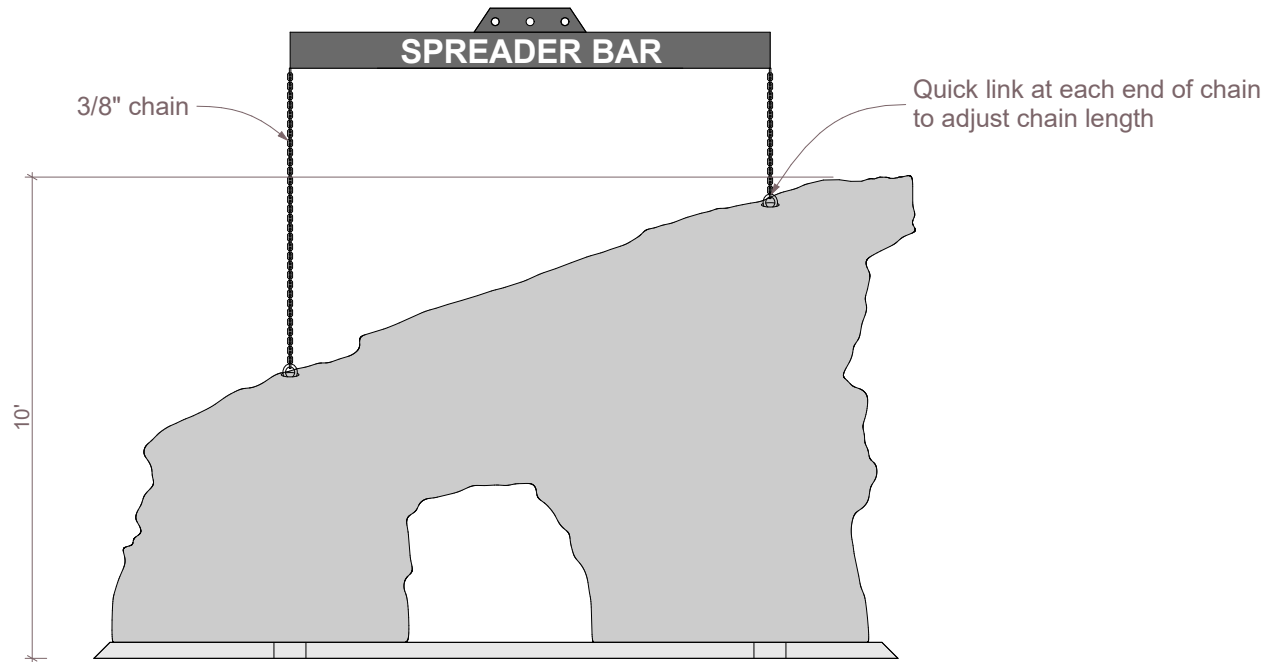 SPREADER BAR
3/8" chain
Quick link at each end of chain
to adjust chain length
10'